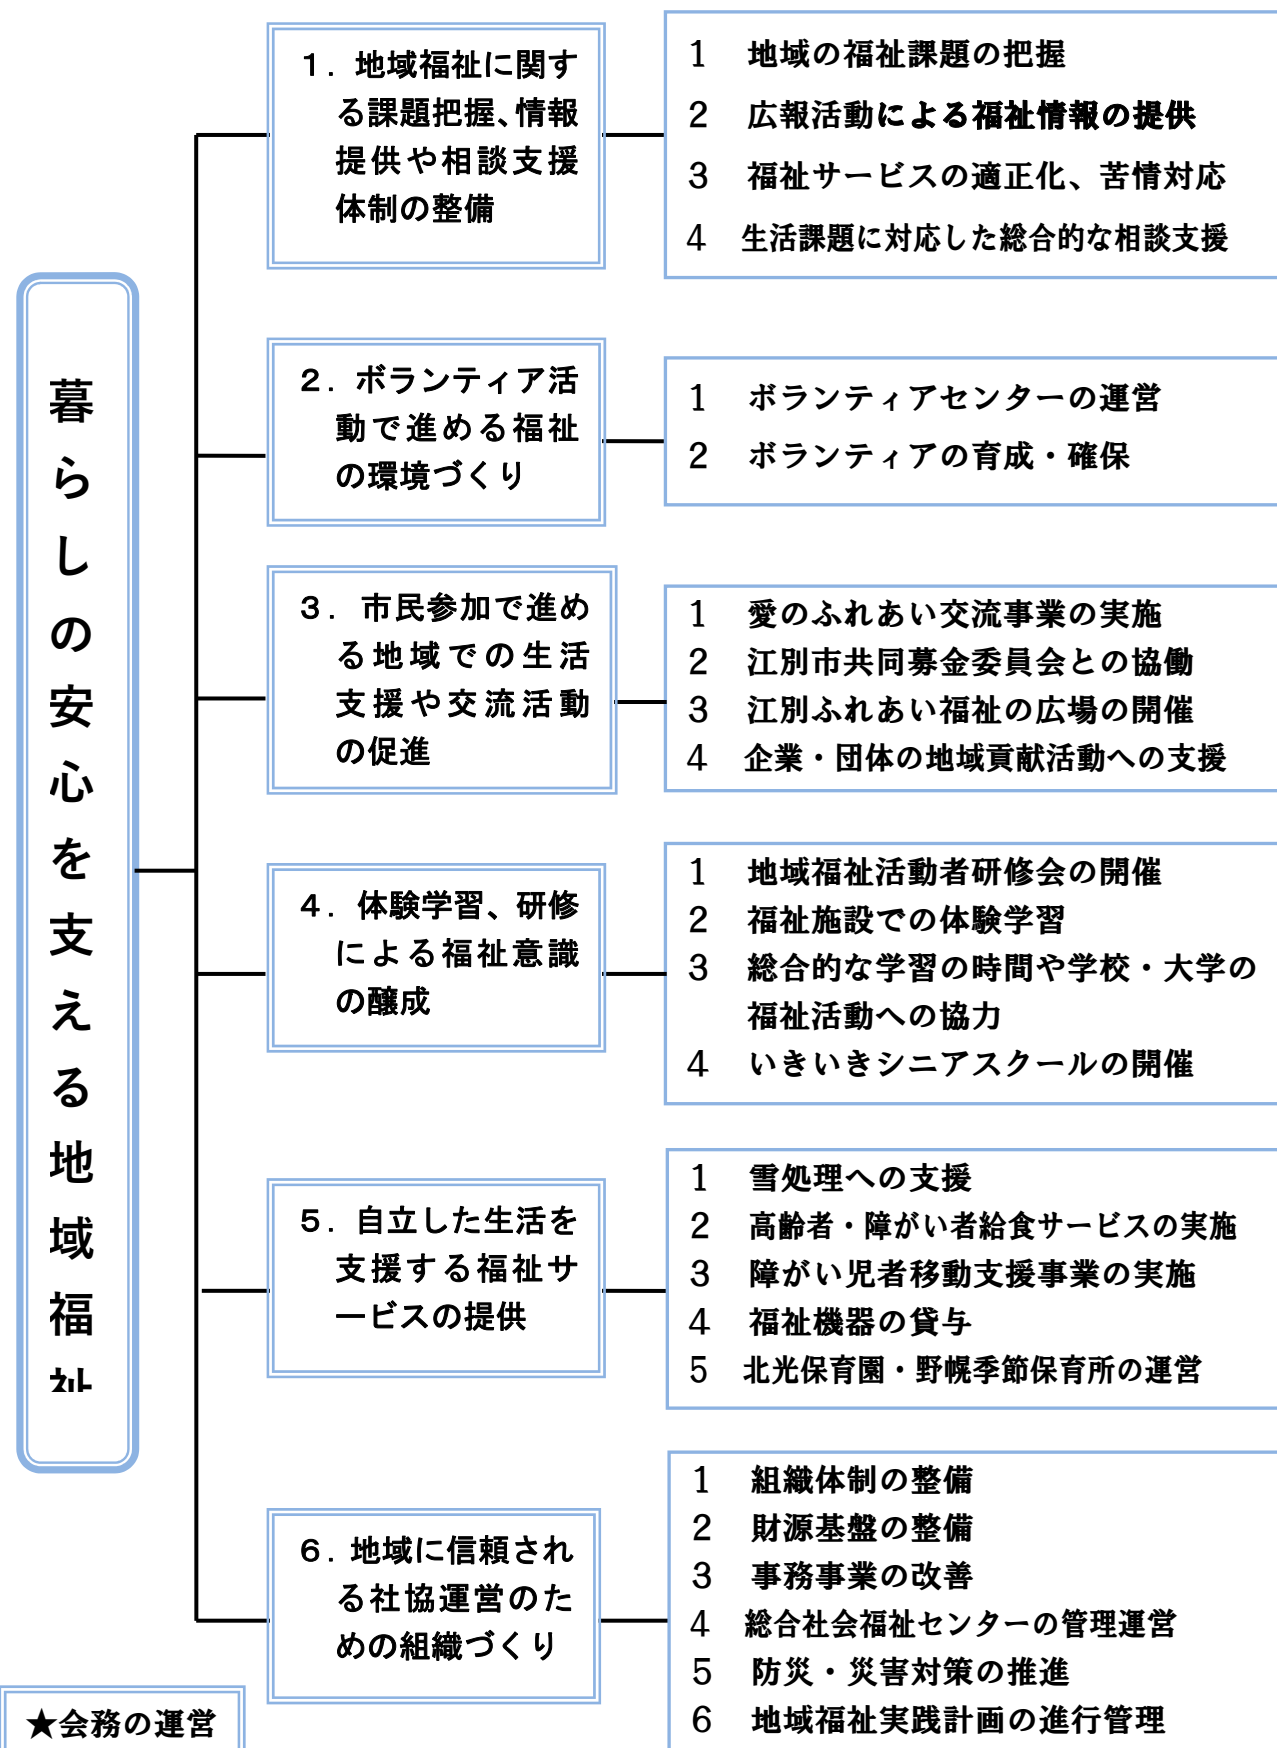 暮らしの安心を支える地域福祉
1．地域福祉に関す
る課題把握、情報
提供や相談支援
体制の整備
1 地域の福祉課題の把握
2 広報活動による福祉情報の提供
3 福祉サービスの適正化、苦情対応
4 生活課題に対応した総合的な相談支援
2．ボランティア活
動で進める福祉
の環境づくり
1 ボランティアセンターの運営
2 ボランティアの育成・確保
3．市民参加で進め
る地域での生活
支援や交流活動
の促進
1 愛のふれあい交流事業の実施
2 江別市共同募金委員会との協働
3 江別ふれあい福祉の広場の開催
4 企業・団体の地域貢献活動への支援
4．体験学習、研修
による福祉意識
の醸成
1 地域福祉活動者研修会の開催
2 福祉施設での体験学習
3 総合的な学習の時間や学校・大学の
福祉活動への協力
4 いきいきシニアスクールの開催
5．自立した生活を
支援する福祉サ
ービスの提供
1 雪処理への支援
2 高齢者・障がい者給食サービスの実施
3 障がい児者移動支援事業の実施
4 福祉機器の貸与
5 北光保育園・野幌季節保育所の運営
6．地域に信頼され
る社協運営のた
めの組織づくり
1 組織体制の整備
2 財源基盤の整備
3 事務事業の改善
4 総合社会福祉センターの管理運営
5 防災・災害対策の推進
6 地域福祉実践計画の進行管理
★会務の運営